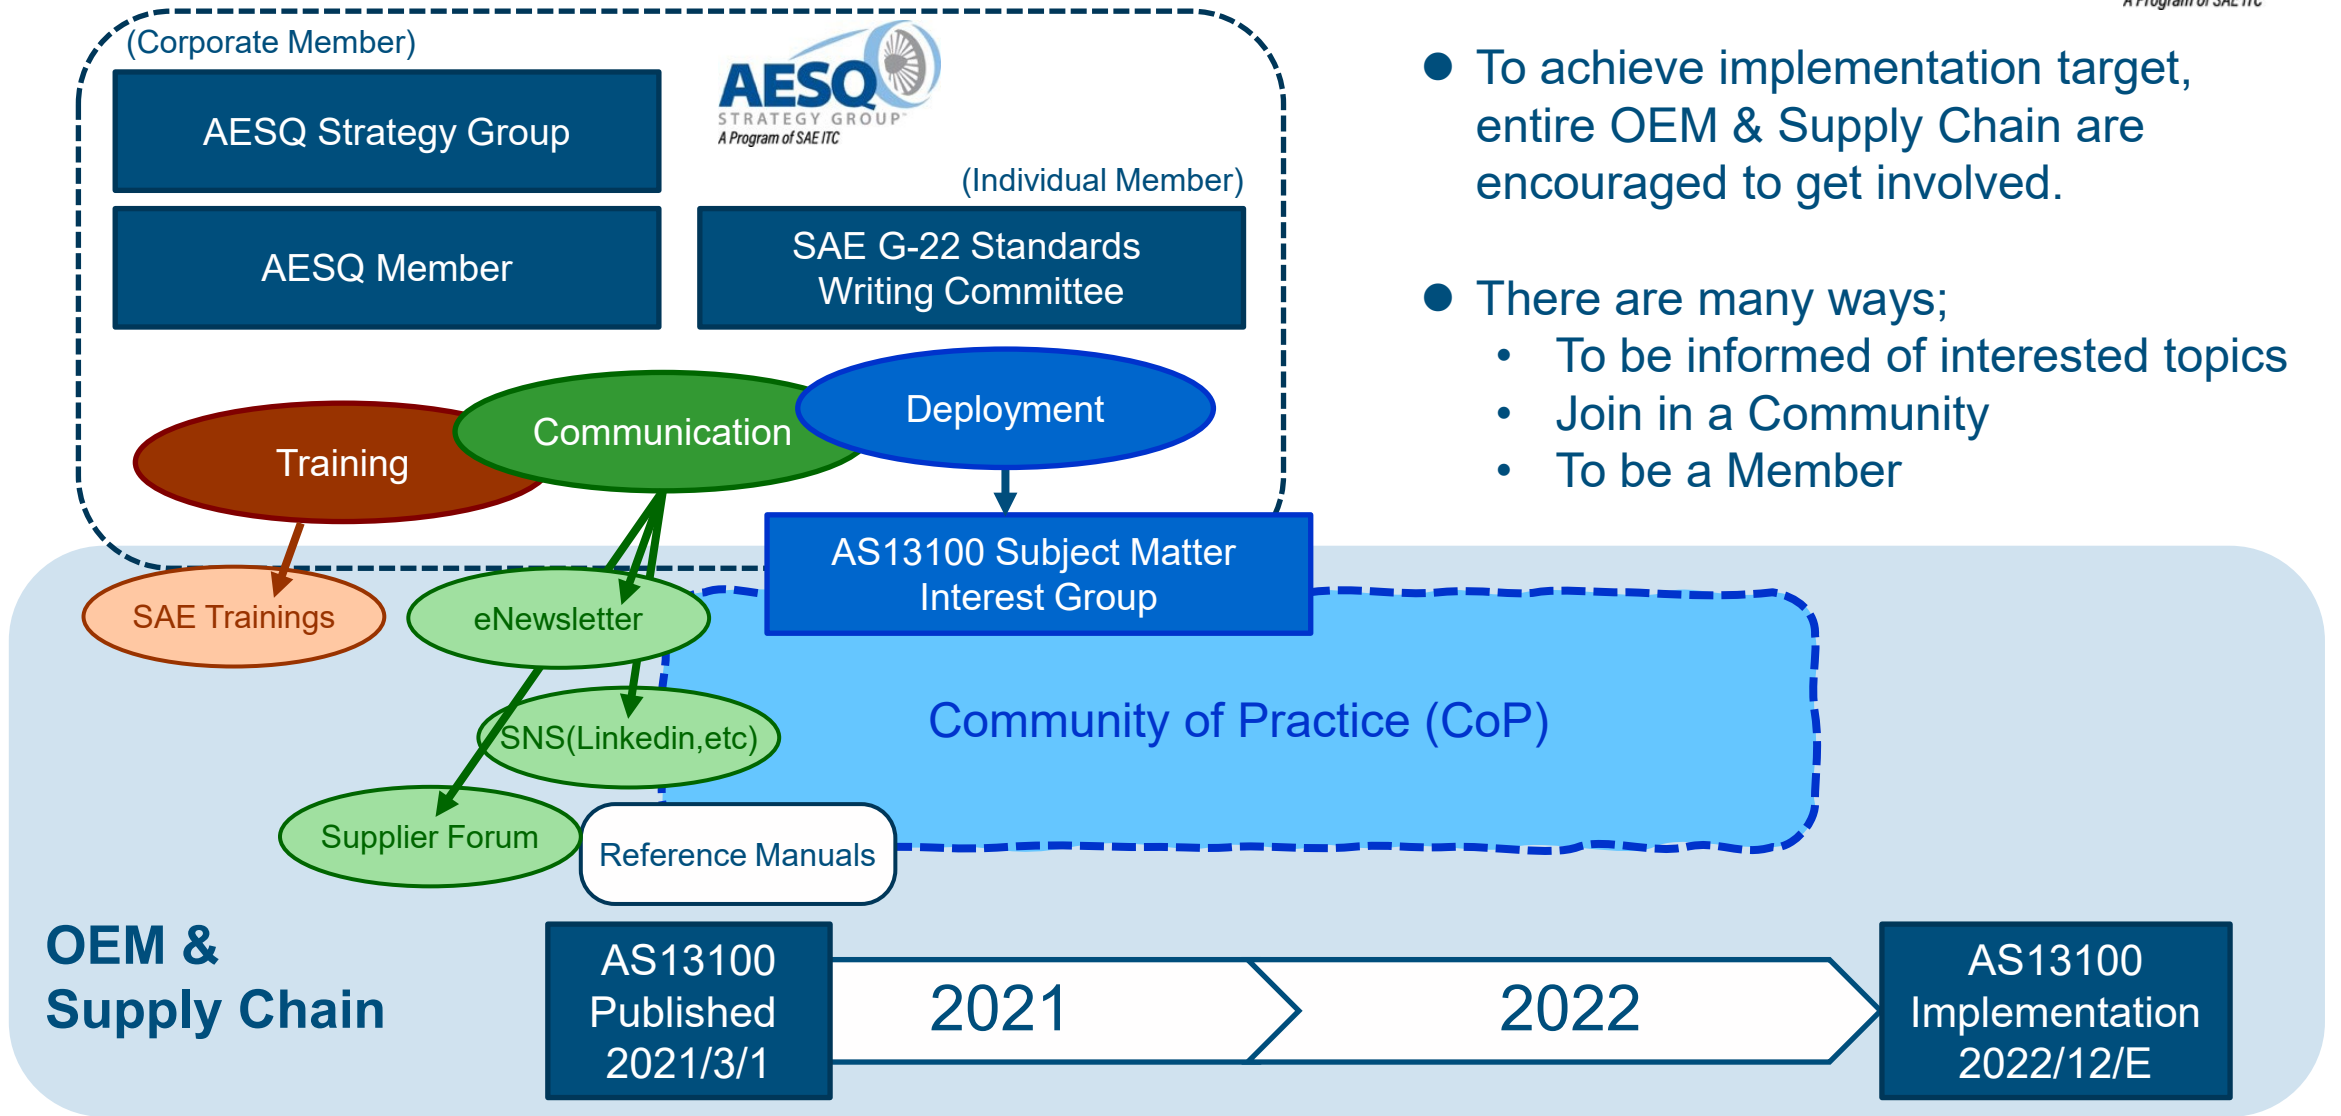 A Program of SAE ITC
(Corporate Member)
AESQ Strategy Group
AESQ
STRATEGY GROUP
A Program of SAE ITC
(Individual Member)
AESQ Member
SAE G-22 Standards
Writing Committee
Training
Communication
Deployment
AS13100 Subject Matter
Interest Group
SAE Trainings
eNewsletter
SNS(Linkedin,etc)
Supplier Forum
Reference Manuals
Community of Practice (CoP)
● To achieve implementation target,
entire OEM & Supply Chain are
encouraged to get involved.
● There are many ways;
• To be informed of interested topics
• Join in a Community
• To be a Member
OEM &
Supply Chain
AS13100
Published
2021/3/1
2021
2022
AS13100
Implementation
2022/12/E